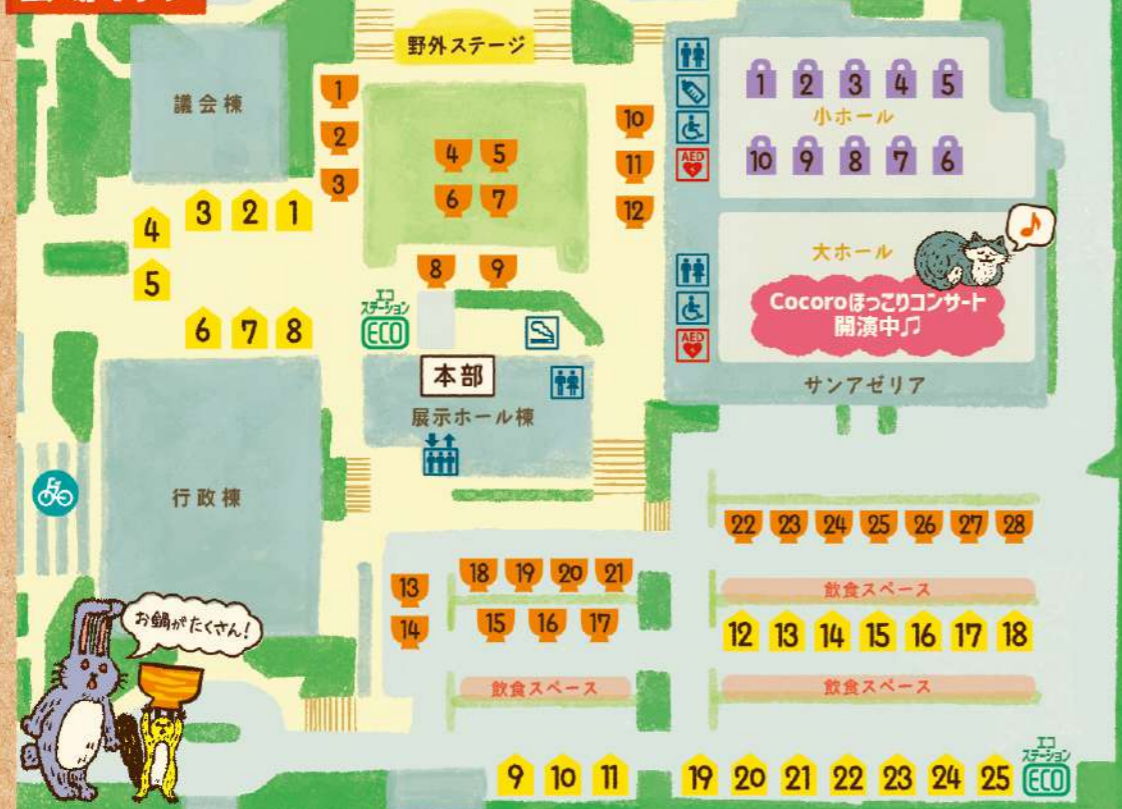 野外ステージ
議会棟
1
2
3
4 5
6 7
8 9
10
11
12
1 2 3 4 5
小ホール
10 9 8 7 6
大ホール
Cocoroほっこりコンサート
開演中♫
サンアゼリア
AED
AED
3 2 1
4
5
6 7 8
エコ
ステーション
ECO
本部
展示ホール棟
行政棟
お鍋がたくさん!
13
14
18 19 20 21
15 16 17
飲食スペース
22 23 24 25 26 27 28
飲食スペース
12 13 14 15 16 17 18
飲食スペース
9 10 11
19 20 21 22 23 24 25
エコ
ステーション
ECO